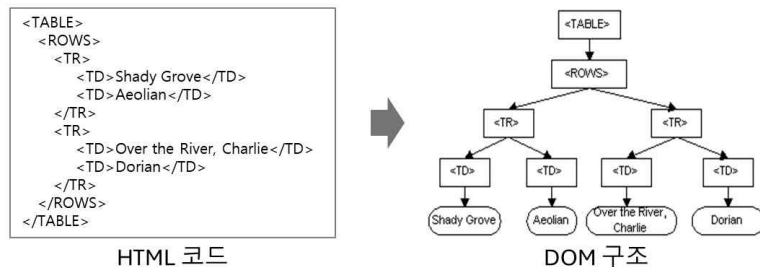 <TABLE>
<ROWS>
<TR>
<TD>Shady Grove</TD>
<TD>Aeolian</TD>
</TR>
<TR>
<TD>Over the River, Charlie</TD>
<TD>Dorian</TD>
</TR>
</ROWS>
</TABLE>
HTML 코드
<TABLE>
<ROWS>
<TR> <TR>
<TD> <TD> <TD> <TD>
Shady Grove Aeolian Over the River, Charlie Dorian
DOM 구조